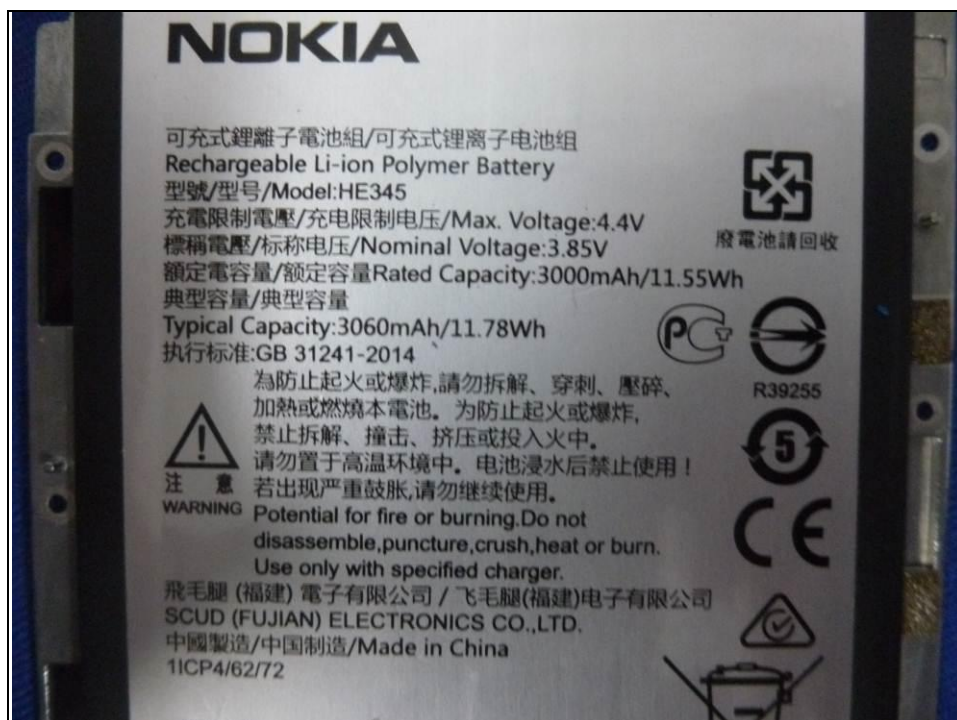 NOKIA
可充式鋰離子電池組/可充式锂离子电池组
Rechargeable Li-ion Polymer Battery
型號/型号/Model:HE345
充電限制電壓/充电限制电压/Max. Voltage:4.4V
標稱電壓/标称电压/Nominal Voltage:3.85V
額定電容量/额定容量Rated Capacity:3000mAh/11.55Wh
典型容量/典型容量
Typical Capacity:3060mAh/11.78Wh
执行标准:GB 31241-2014
為防止起火或爆炸,請勿拆解、穿刺、壓碎、
加熱或燃燒本電池。为防止起火或爆炸,
禁止拆解、撞击、挤压或投入火中。
请勿置于高温环境中。电池浸水后禁止使用！
若出现严重鼓胀,请勿继续使用。
注 意
WARNING
Potential for fire or burning.Do not
disassemble,puncture,crush,heat or burn.
Use only with specified charger.
飛毛腿 (福建) 電子有限公司 / 飞毛腿(福建)电子有限公司
SCUD (FUJIAN) ELECTRONICS CO.,LTD.
中國製造/中国制造/Made in China
1ICP4/62/72
廢電池請回收
PG
R39255
5
CE